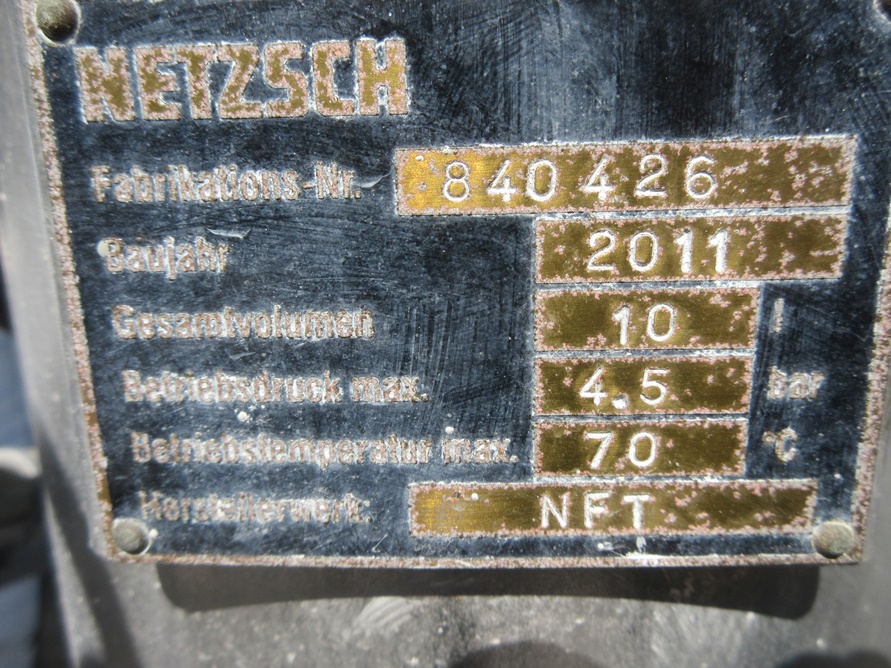 NETZSCH
Fabrikations-Nr. 840426
Baujahr 2011
Gesamtvolumen 10 l
Betriebsdruck max. 4.5 bar
Betriebstemperatur max. 70 °C
Herstellerwerk: NFT